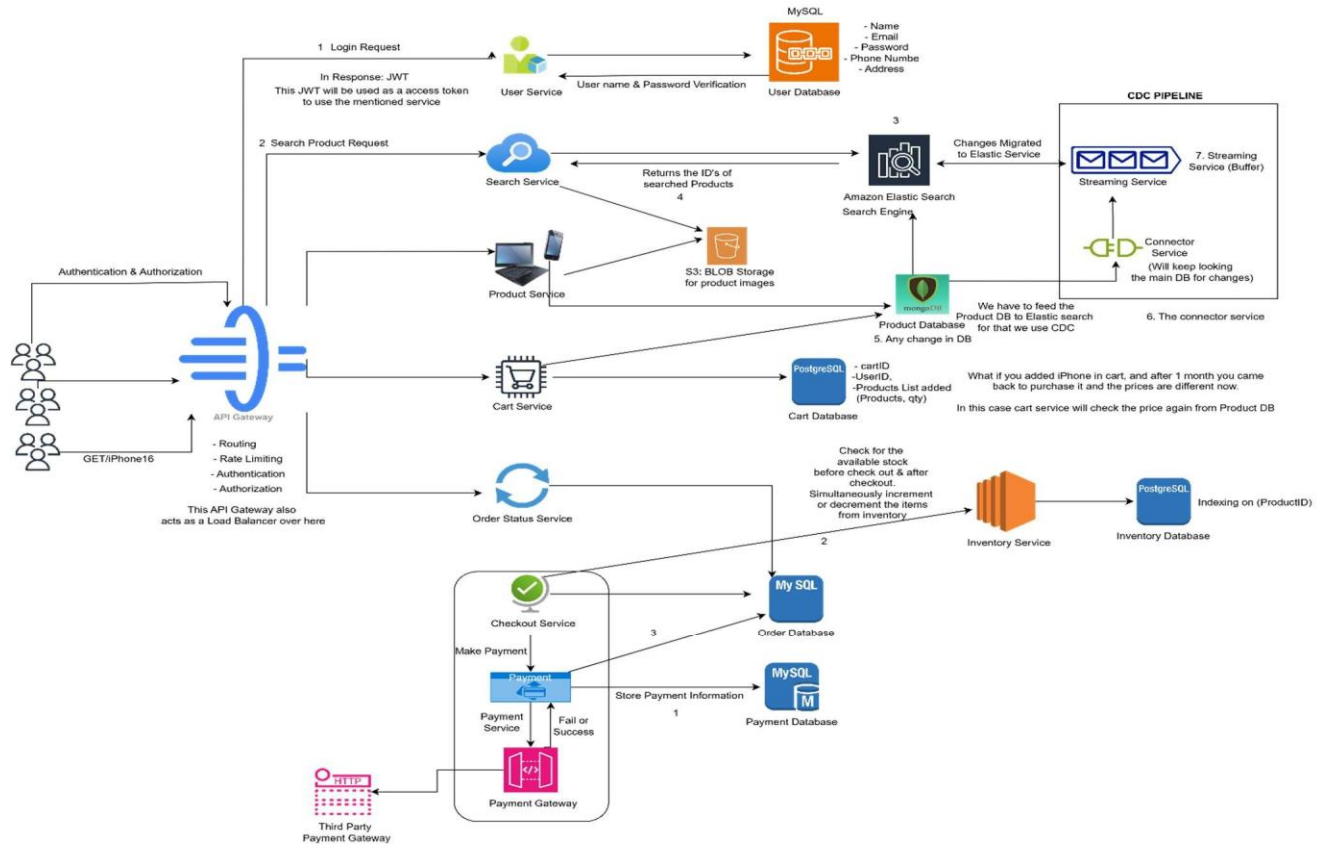 MySQL
- Name
- Email
- Password
- Phone Numbe
- Address
1 Login Request
In Response: JWT
This JWT will be used as a access token
to use the mentioned service
User Service
User name & Password Verification
User Database
CDC PIPELINE
2 Search Product Request
3
Search Service
Returns the ID's of
searched Products
4
Amazon Elastic Search
Search Engine
Changes Migrated
to Elastic Service
Streaming Service
7. Streaming
Service (Buffer)
Connector
Service
(Will keep looking
the main DB for changes)
6. The connector service
Authentication & Authorization
Product Service
S3: BLOB Storage
for product images
mongoDB
Product Database
5. Any change in DB
We have to feed the
Product DB to Elastic search
for that we use CDC
API Gateway
- Routing
- Rate Limiting
- Authentication
- Authorization
This API Gateway also
acts as a Load Balancer over here
GET/iPhone16
Cart Service
PostgreSQL
Cart Database
- cartID
-UserID,
-Products List added
(Products, qty)
What if you added iPhone in cart, and after 1 month you came
back to purchase it and the prices are different now.
In this case cart service will check the price again from Product DB
Order Status Service
Check for the
available stock
before check out & after
checkout.
Simultaneously increment
or decrement the items
from inventory
2
Inventory Service
PostgreSQL
Inventory Database
Indexing on (ProductID)
Checkout Service
My SQL
Order Database
3
Make Payment
Payment
Payment
Service
Fail or
Success
Store Payment Information
1
MySQL
M
Payment Database
</>
Payment Gateway
HTTP
Third Party
Payment Gateway